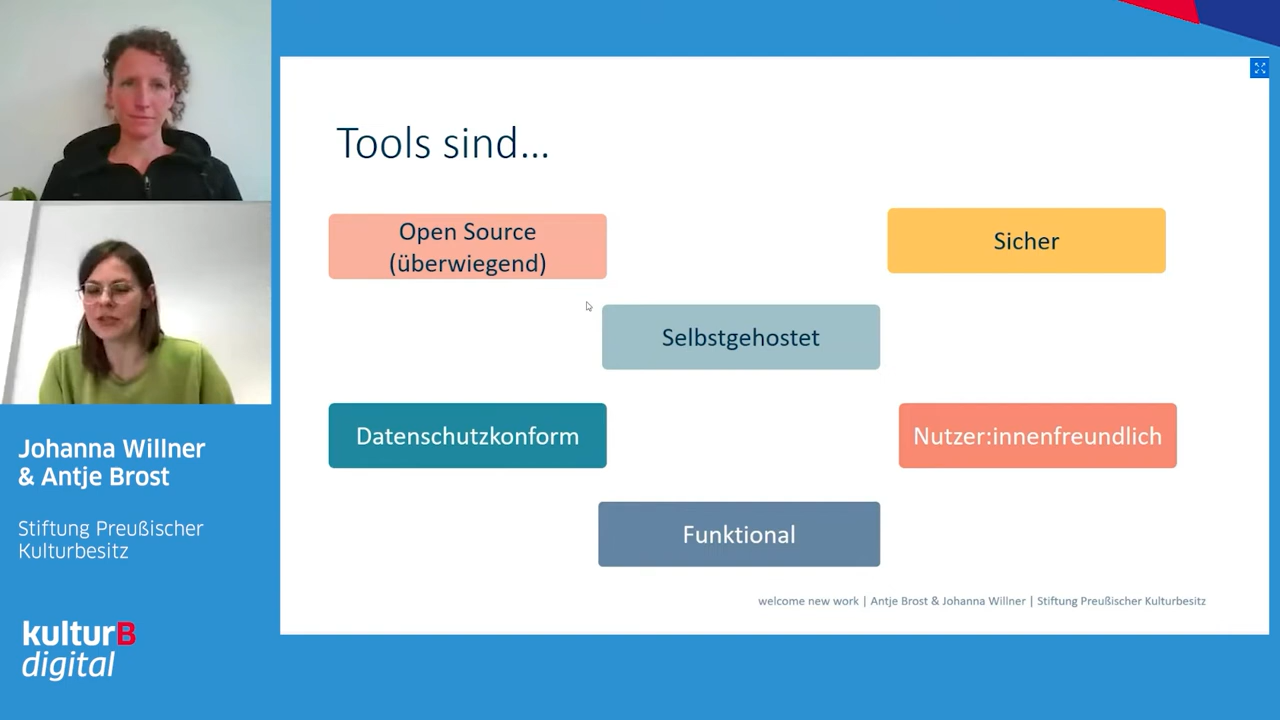 Tools sind...
Open Source
(überwiegend)
Sicher
Selbstgehostet
Datenschutzkonform
Nutzer:innenfreundlich
Funktional
welcome new work | Antje Brost & Johanna Willner | Stiftung Preußischer Kulturbesitz
Johanna Willner
& Antje Brost
Stiftung Preußischer
Kulturbesitz
kulturB
digital